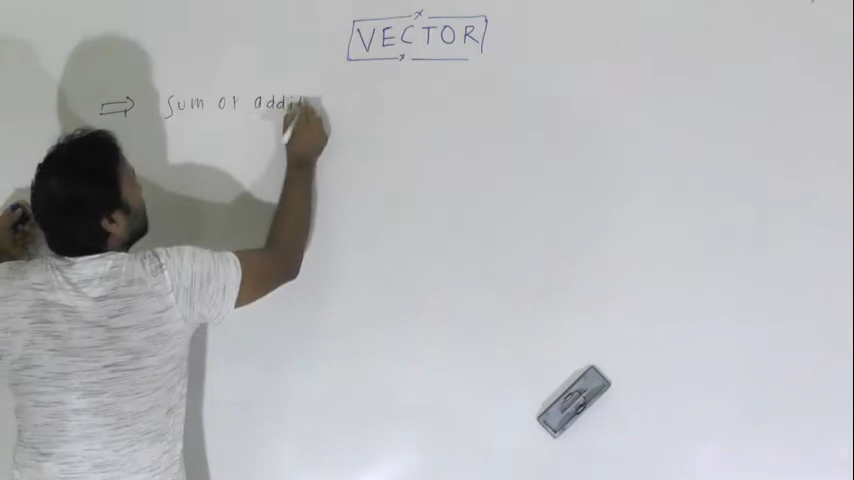 VECTOR
⇒ Sum or addi